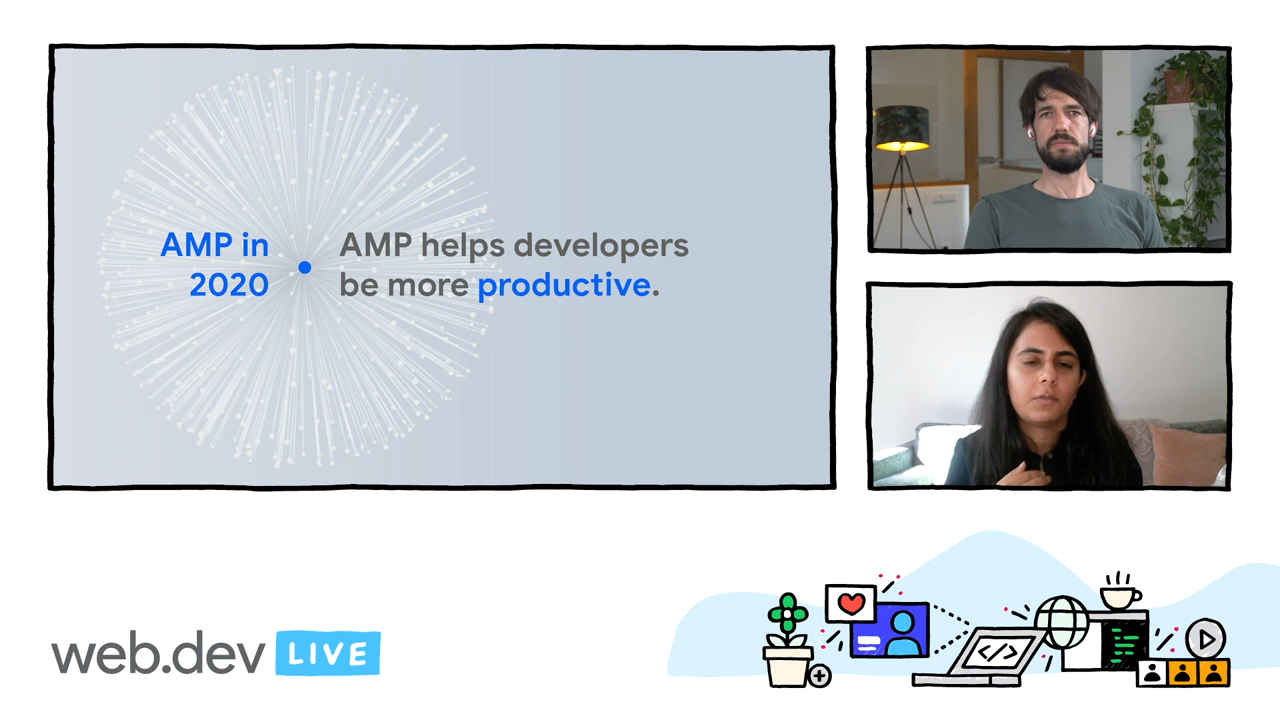 AMP in
2020
AMP helps developers
be more productive.
web.dev LIVE
</>